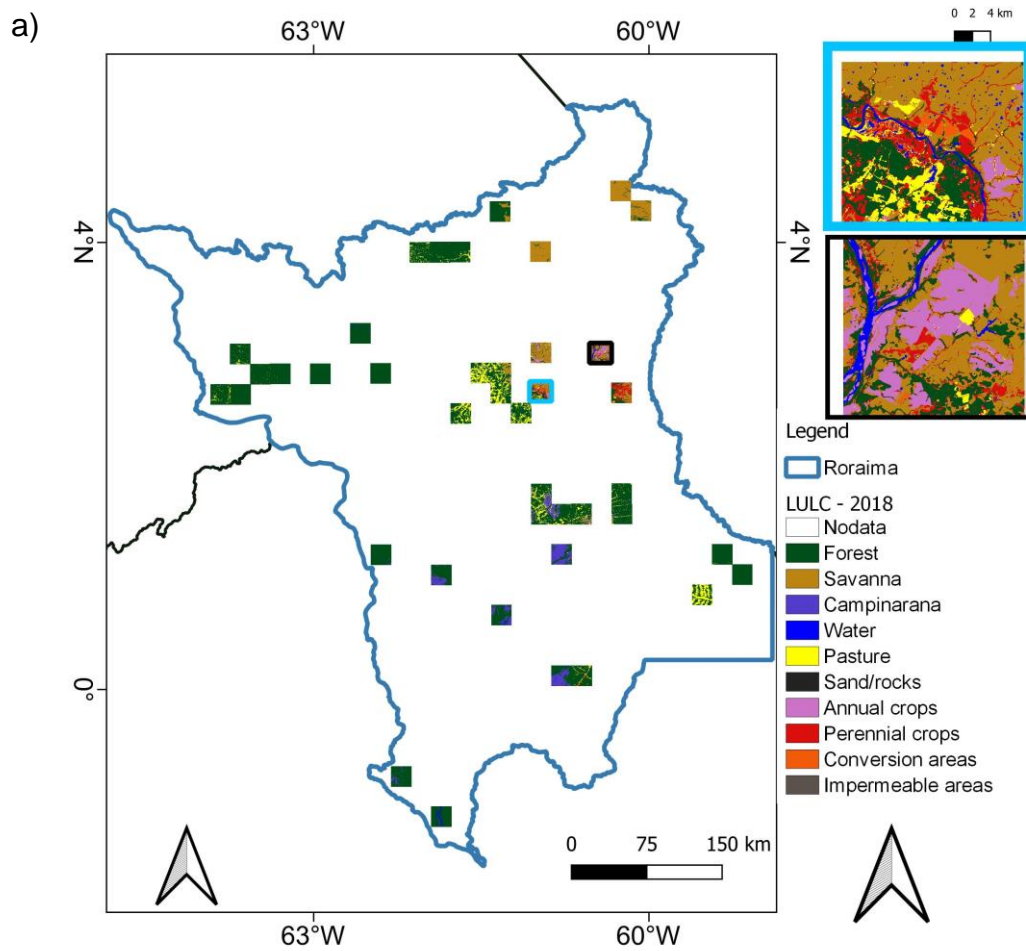 a)
63°W
60°W
0 2 4 km
4°N
4°N
Legend
Roraima
LULC - 2018
Nodata
Forest
Savanna
Campinarana
Water
Pasture
Sand/rocks
Annual crops
Perennial crops
Conversion areas
Impermeable areas
0°
0 75 150 km
63°W
60°W